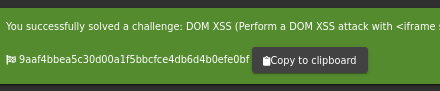 You successfully solved a challenge: DOM XSS (Perform a DOM XSS attack with <iframe
9aaf4bbea5c30d00a1f5bbcfce4db6d4b0efe0bf Copy to clipboard